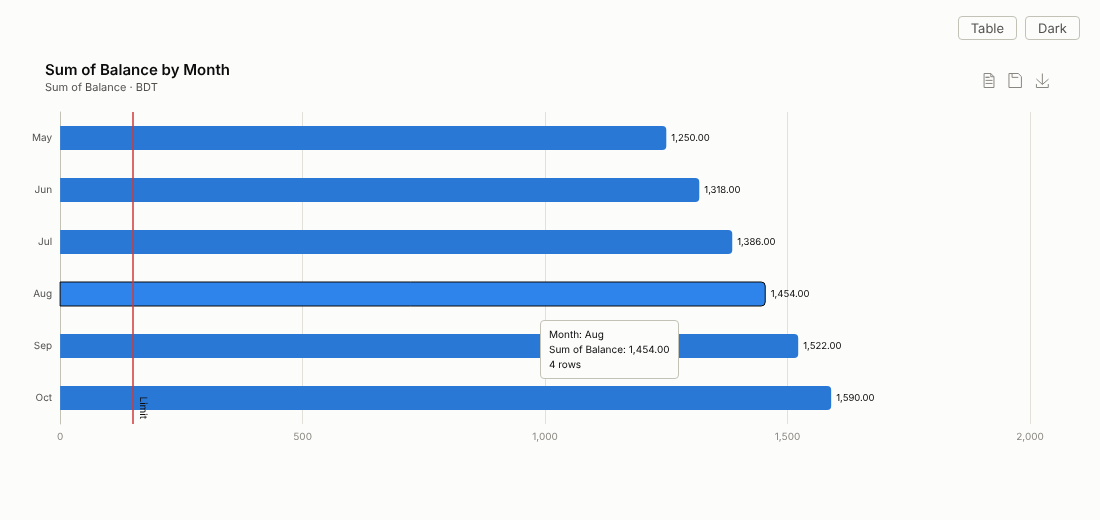 Table
Dark
Sum of Balance by Month
Sum of Balance · BDT
May
1,250.00
Jun
1,318.00
Jul
1,386.00
Aug
1,454.00
Month: Aug
Sum of Balance: 1,454.00
4 rows
Sep
1,522.00
Oct
1,590.00
Limit
0
500
1,000
1,500
2,000